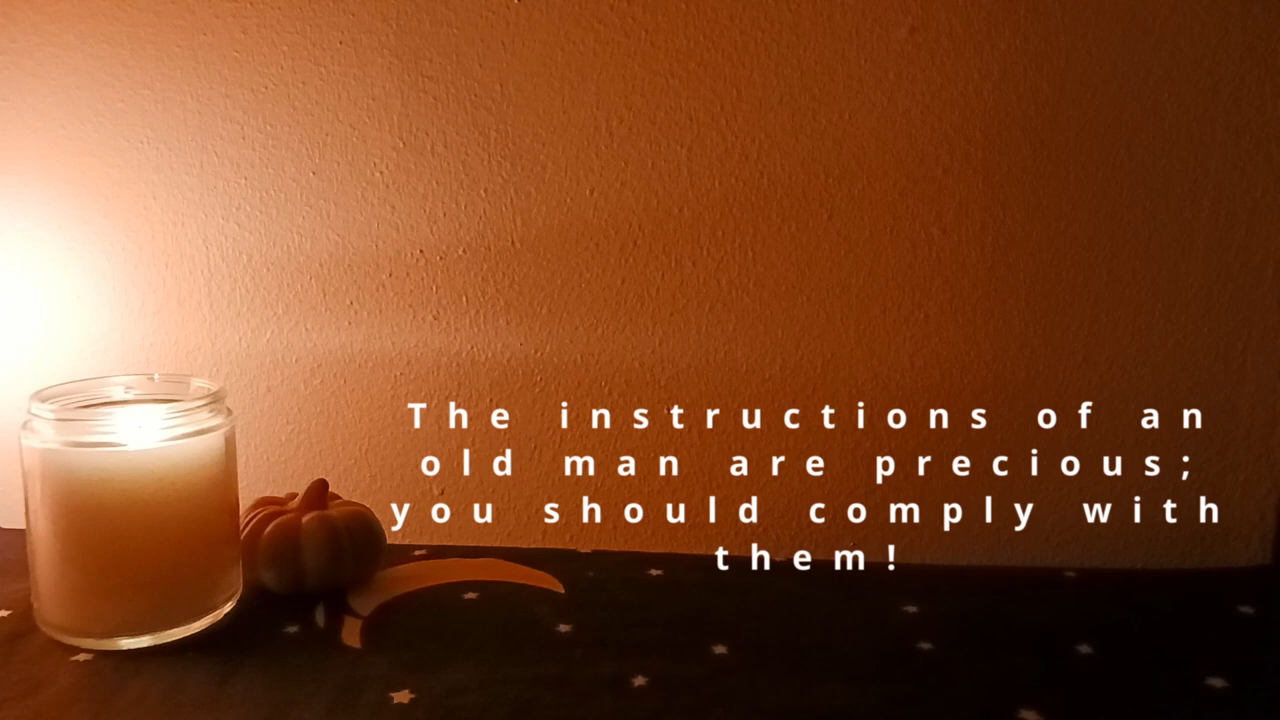 The instructions of an
old man are precious;
you should comply with
them!